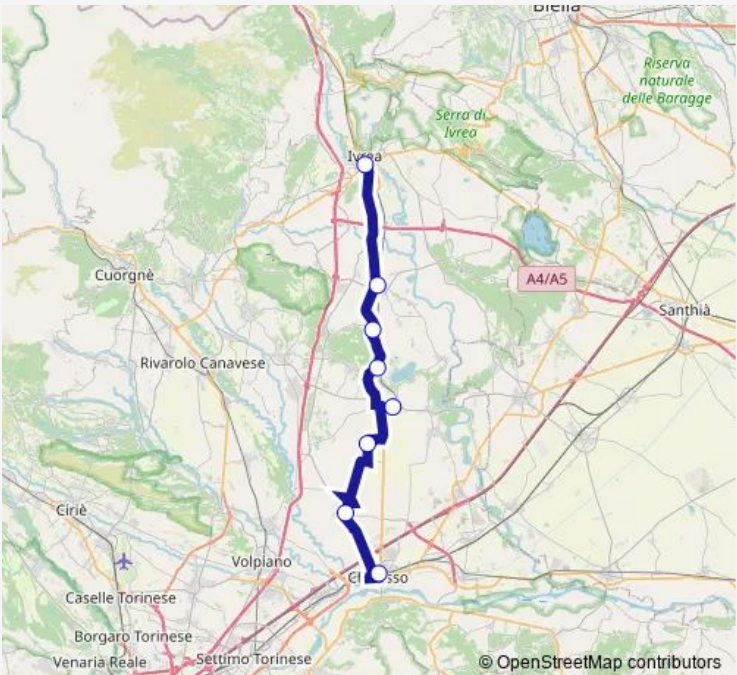 Biella
Riserva
naturale
delle Baragge
Serra di
Ivrea
Ivrea
Cuorgnè
A4/A5
Santhià
Rivarolo Canavese
Ciriè
Volpiano
Chivasso
Caselle Torinese
Borgaro Torinese
Venaria Reale
Settimo Torinese
© OpenStreetMap contributors